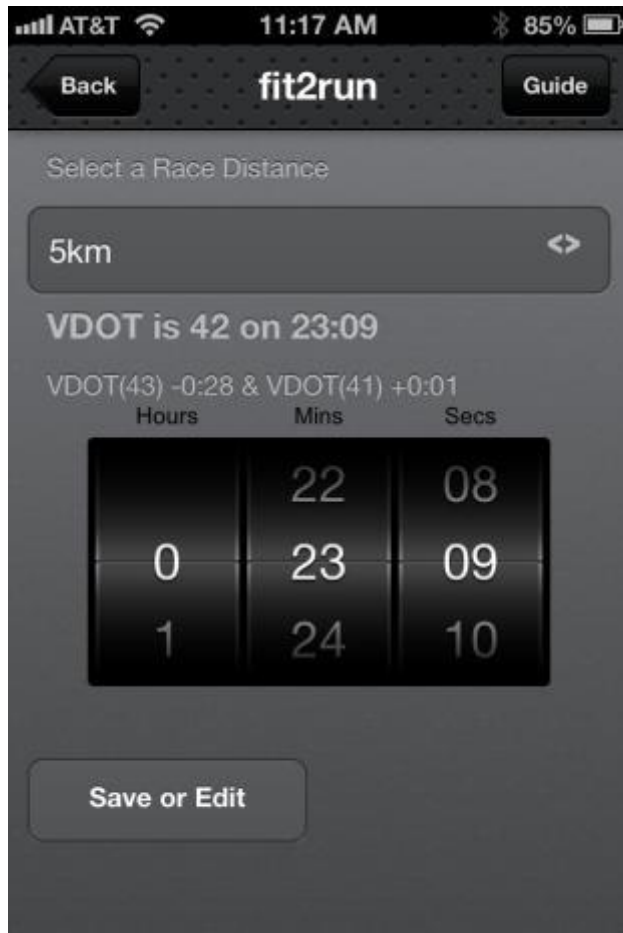 AT&T 11:17 AM 85%
Back fit2run Guide
Select a Race Distance
5km <>
VDOT is 42 on 23:09
VDOT(43) -0:28 & VDOT(41) +0:01
Hours Mins Secs
22 08
0 23 09
1 24 10
Save or Edit